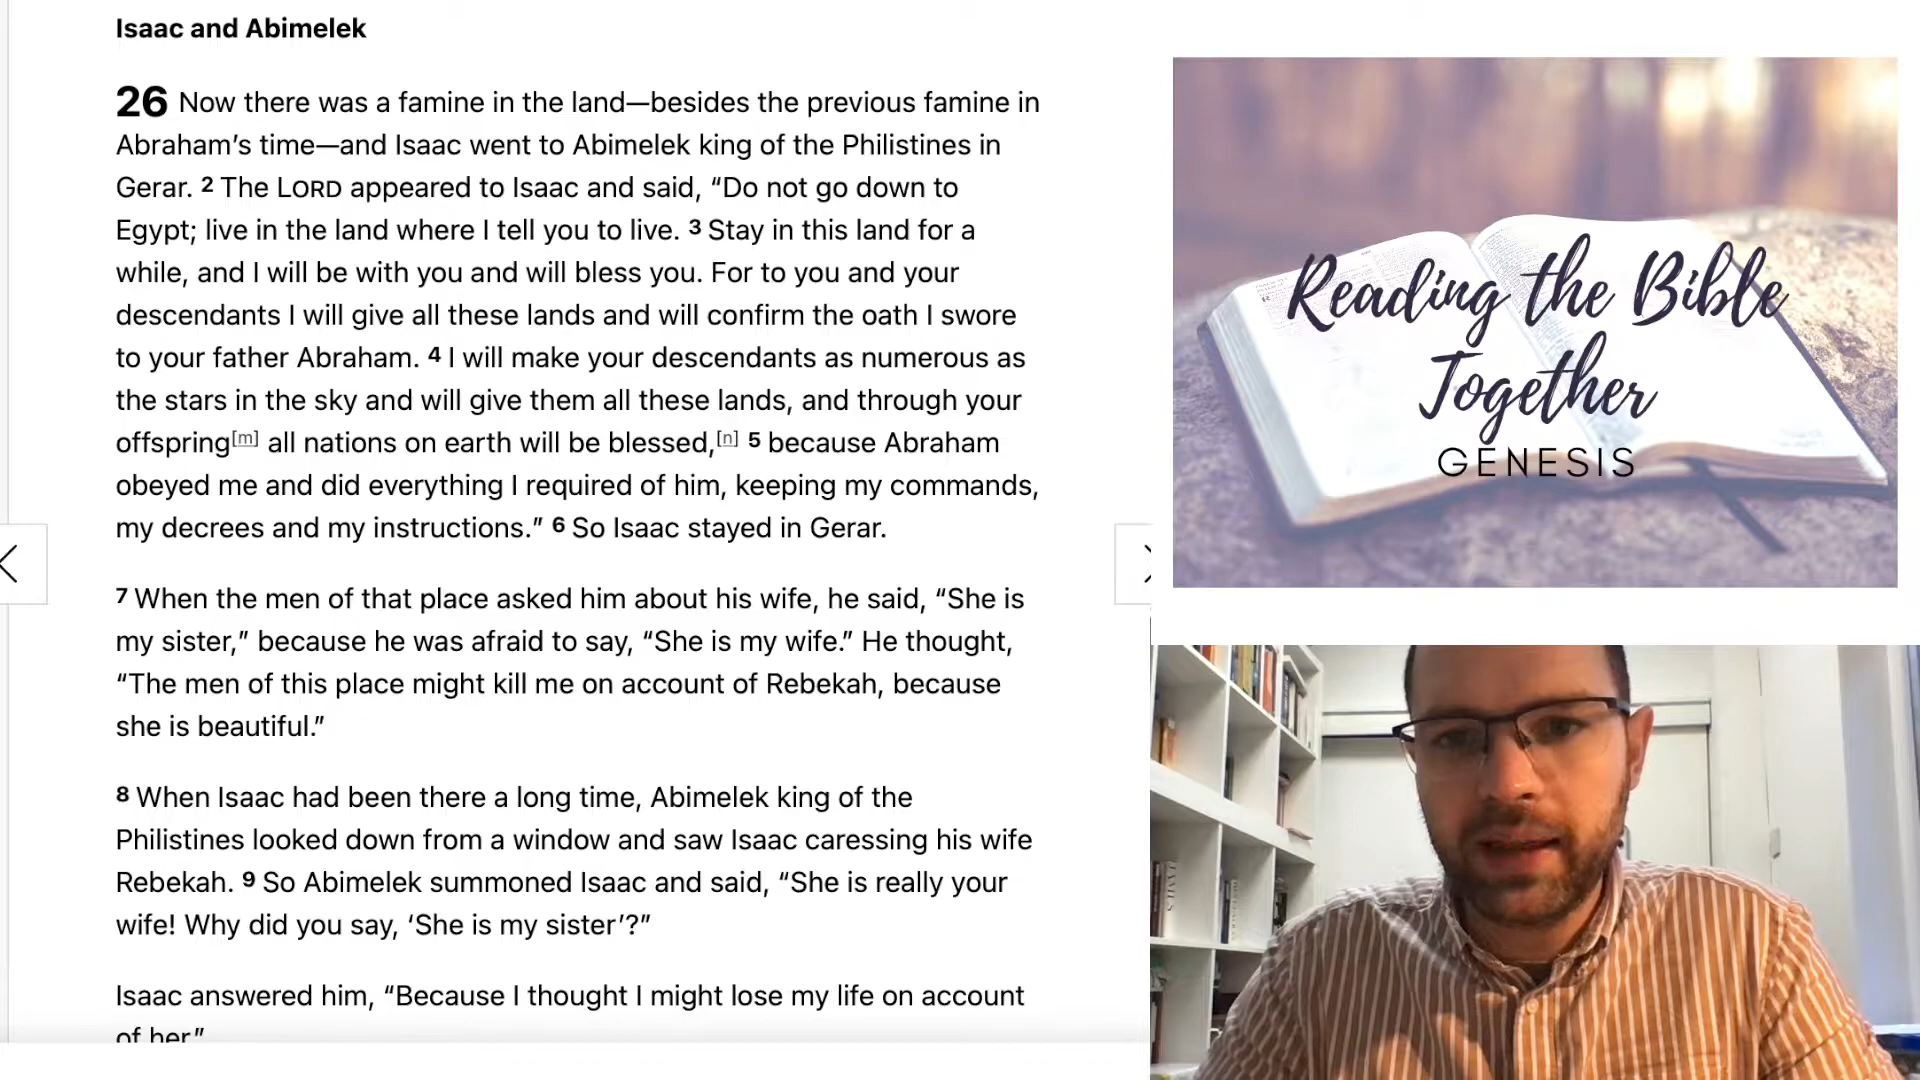 Isaac and Abimelek
26 Now there was a famine in the land—besides the previous famine in
Abraham’s time—and Isaac went to Abimelek king of the Philistines in
Gerar. 2 The LORD appeared to Isaac and said, “Do not go down to
Egypt; live in the land where I tell you to live. 3 Stay in this land for a
while, and I will be with you and will bless you. For to you and your
descendants I will give all these lands and will confirm the oath I swore
to your father Abraham. 4 I will make your descendants as numerous as
the stars in the sky and will give them all these lands, and through your
offspring[m] all nations on earth will be blessed,[n] 5 because Abraham
obeyed me and did everything I required of him, keeping my commands,
my decrees and my instructions.” 6 So Isaac stayed in Gerar.
7 When the men of that place asked him about his wife, he said, “She is
my sister,” because he was afraid to say, “She is my wife.” He thought,
“The men of this place might kill me on account of Rebekah, because
she is beautiful.”
8 When Isaac had been there a long time, Abimelek king of the
Philistines looked down from a window and saw Isaac caressing his wife
Rebekah. 9 So Abimelek summoned Isaac and said, “She is really your
wife! Why did you say, ‘She is my sister’?”
Isaac answered him, “Because I thought I might lose my life on account
of her.”
Reading the Bible
Together
GENESIS